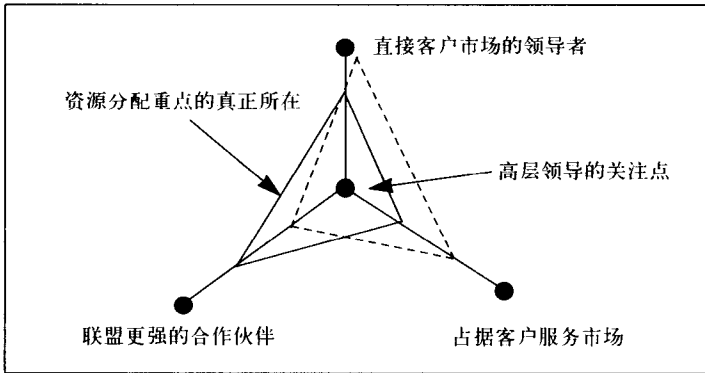 直接客户市场的领导者
资源分配重点的真正所在
高层领导的关注点
联盟更强的合作伙伴
占据客户服务市场